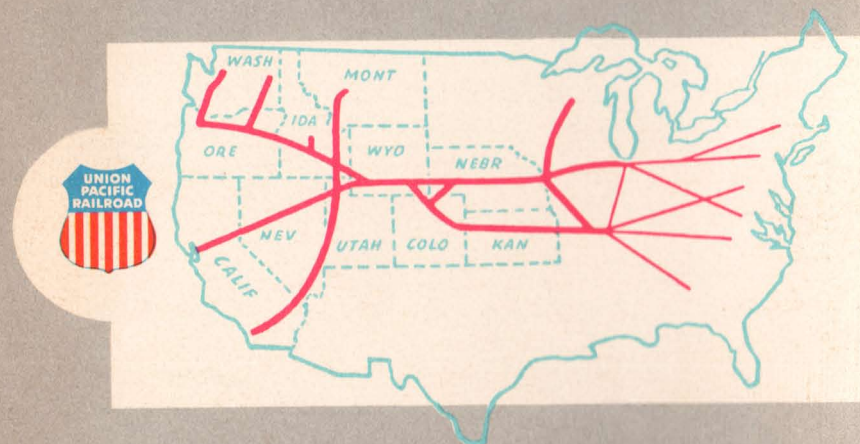 WASH
MONT
IDA
ORE
WYO
NEBR
UNION
PACIFIC
RAILROAD
NEV
UTAH
COLO
KAN
CALIF